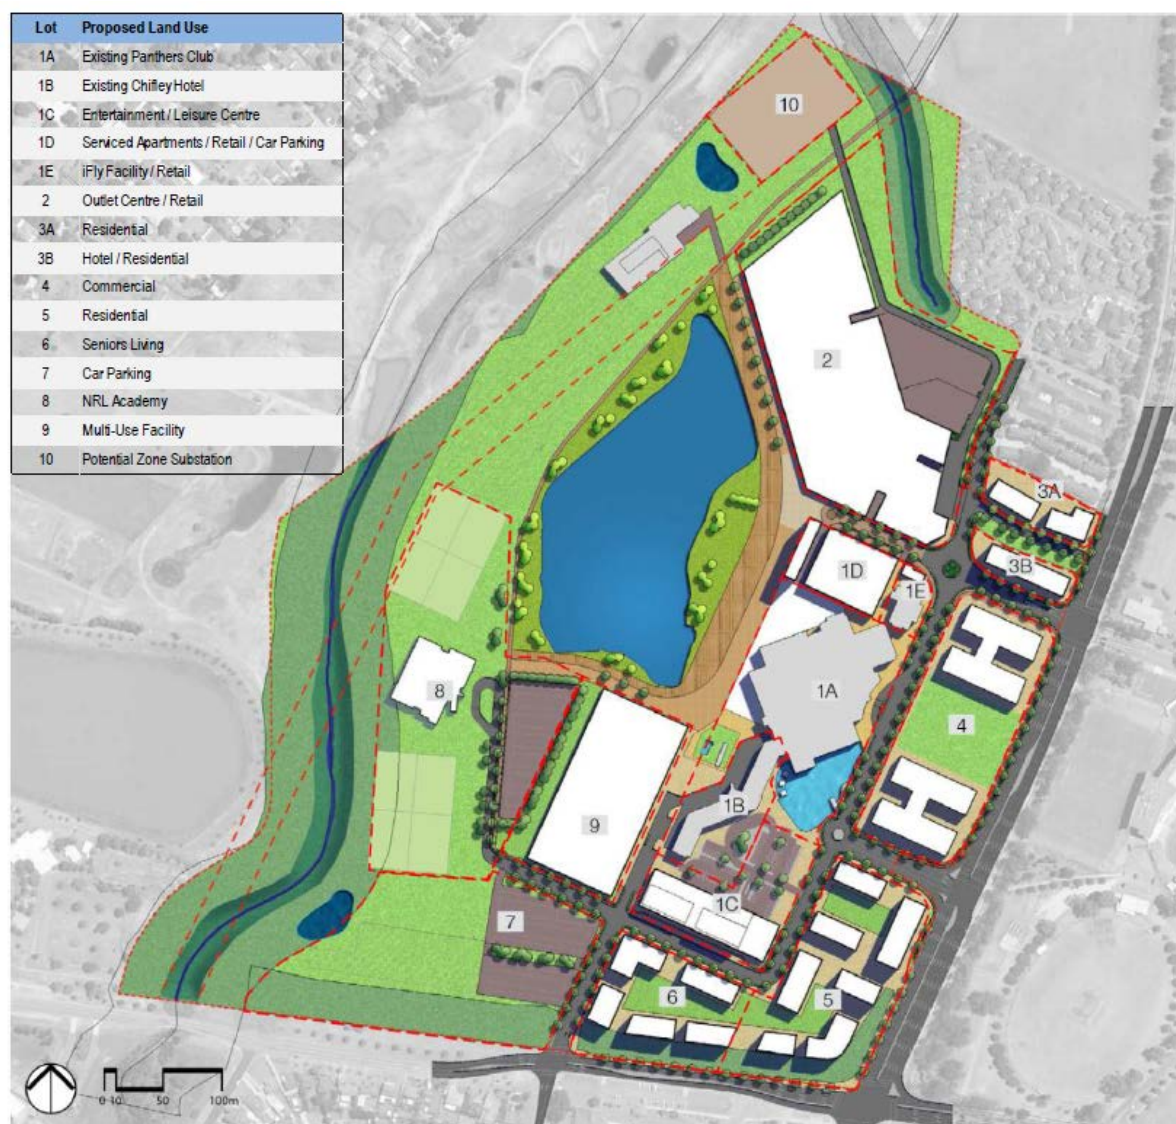 Lot Proposed Land Use
1A Existing Panthers Club
1B Existing Chifley Hotel
1C Entertainment / Leisure Centre
1D Serviced Apartments / Retail / Car Parking
1E iFly Facility / Retail
2 Outlet Centre / Retail
3A Residential
3B Hotel / Residential
4 Commercial
5 Residential
6 Seniors Living
7 Car Parking
8 NRL Academy
9 Multi-Use Facility
10 Potential Zone Substation
10
2
3A
3B
1D
1E
8
1A
4
1B
9
1C
7
6
5
0 10 50 100m